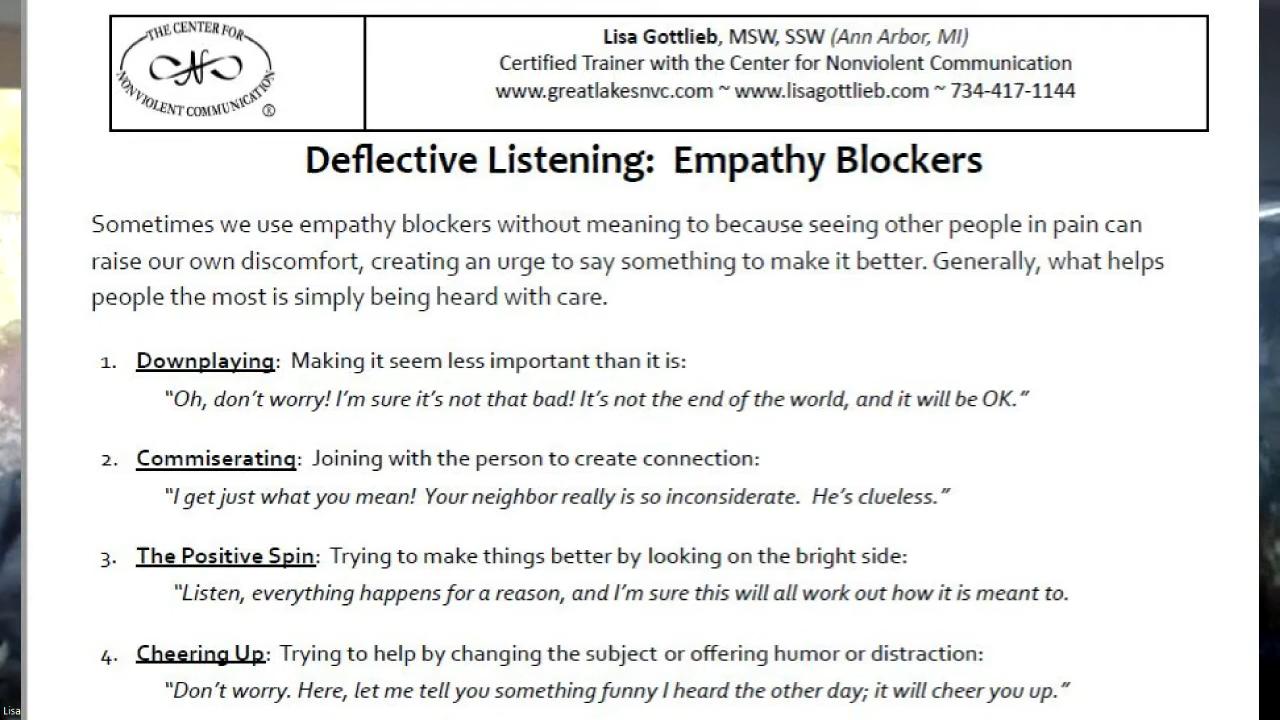 THE CENTER FOR
NONVIOLENT COMMUNICATION
®
Lisa Gottlieb, MSW, SSW (Ann Arbor, MI)
Certified Trainer with the Center for Nonviolent Communication
www.greatlakesnvc.com ~ www.lisagottlieb.com ~ 734-417-1144
Deflective Listening: Empathy Blockers
Sometimes we use empathy blockers without meaning to because seeing other people in pain can
raise our own discomfort, creating an urge to say something to make it better. Generally, what helps
people the most is simply being heard with care.
1. Downplaying: Making it seem less important than it is:
“Oh, don’t worry! I’m sure it’s not that bad! It’s not the end of the world, and it will be OK.”
2. Commiserating: Joining with the person to create connection:
“I get just what you mean! Your neighbor really is so inconsiderate. He’s clueless.”
3. The Positive Spin: Trying to make things better by looking on the bright side:
“Listen, everything happens for a reason, and I’m sure this will all work out how it is meant to.
4. Cheering Up: Trying to help by changing the subject or offering humor or distraction:
“Don’t worry. Here, let me tell you something funny I heard the other day; it will cheer you up.”
Lisa